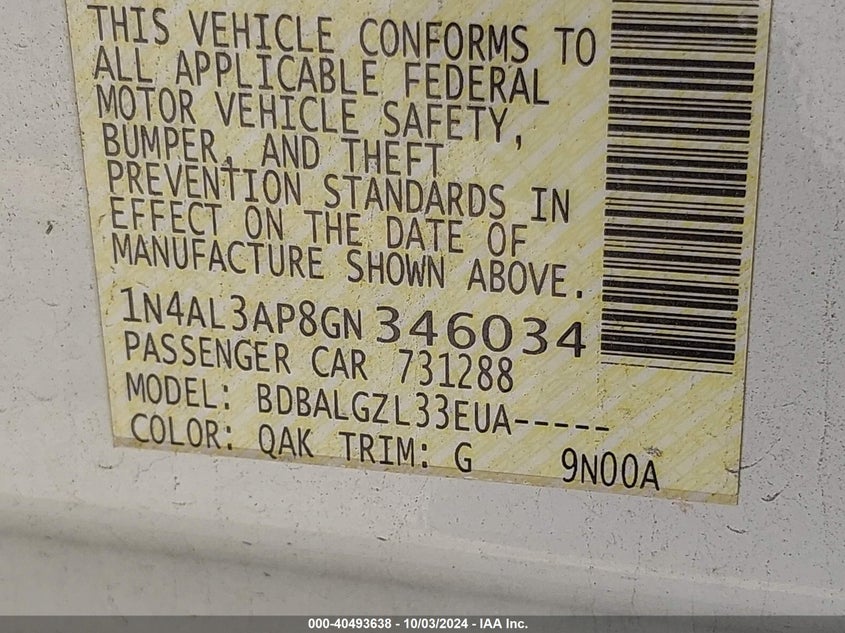 THIS VEHICLE CONFORMS TO
ALL APPLICABLE FEDERAL
MOTOR VEHICLE SAFETY,
BUMPER, AND THEFT
PREVENTION STANDARDS IN
EFFECT ON THE DATE OF
MANUFACTURE SHOWN ABOVE.
1N4AL3AP8GN 346034
PASSENGER CAR 731288
MODEL: BDBALGZL33EUA-----
COLOR: QAK TRIM: G 9N00A
000-40493638 - 10/03/2024 - IAA Inc.